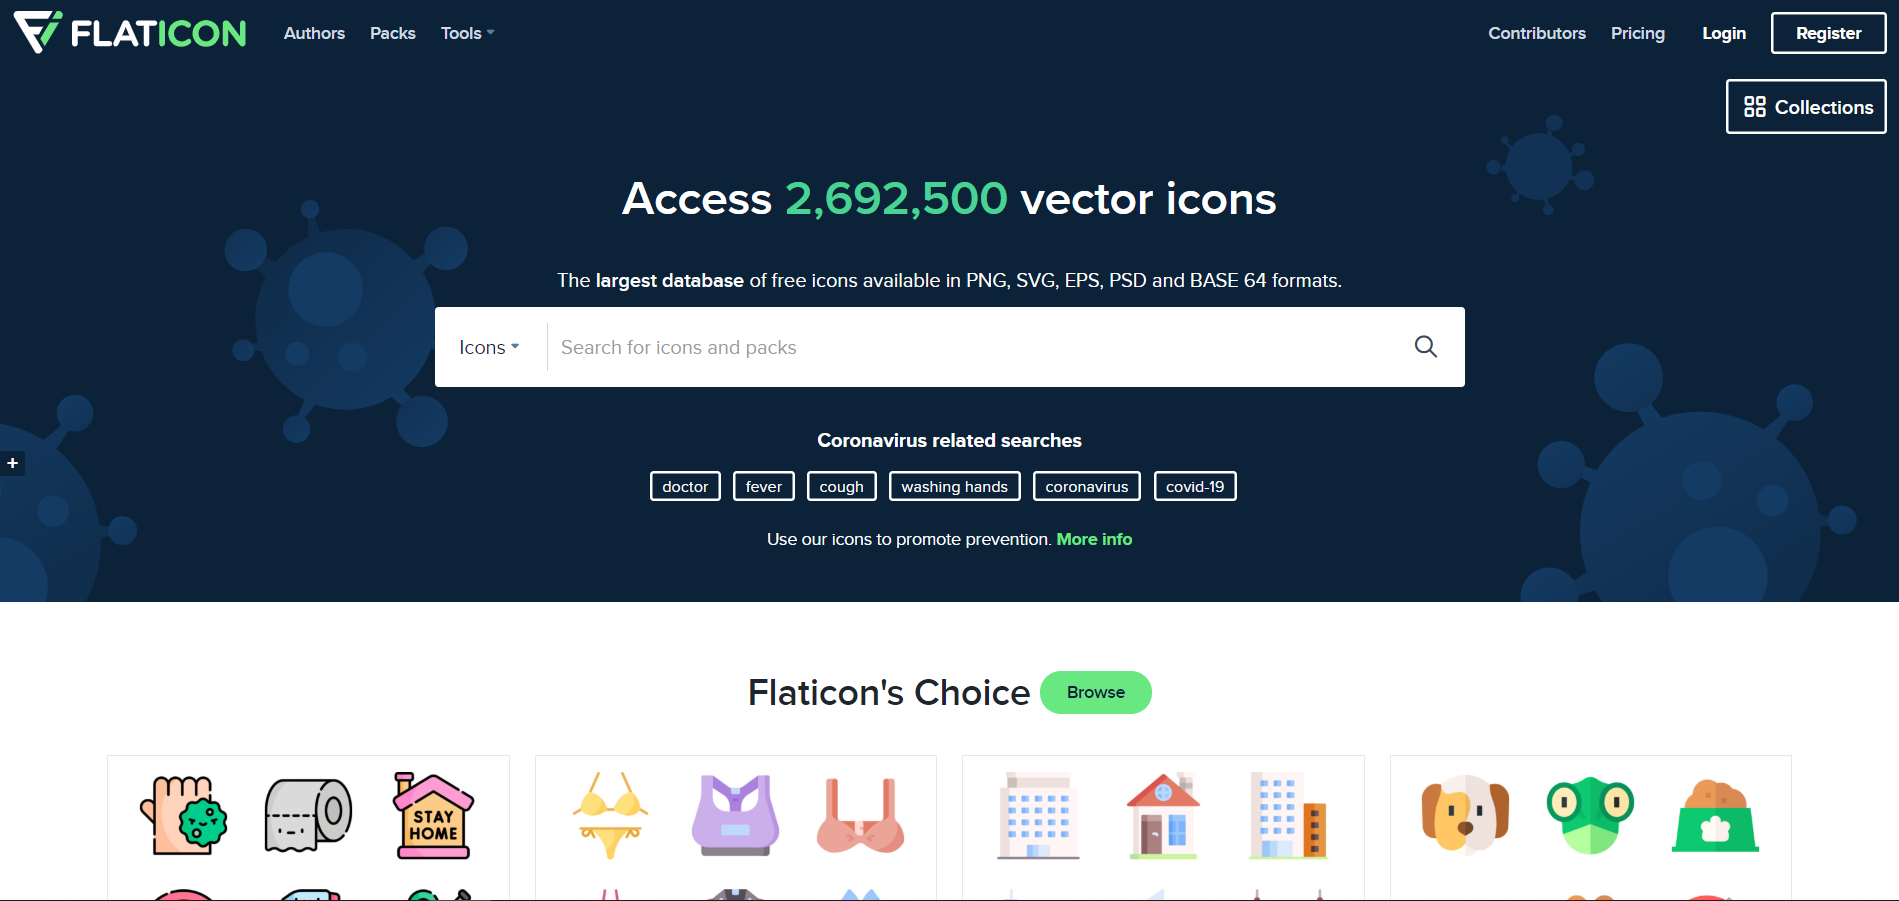 FLATICON
Authors Packs Tools
Contributors Pricing Login Register
Collections
Access 2,692,500 vector icons
The largest database of free icons available in PNG, SVG, EPS, PSD and BASE 64 formats.
Icons Search for icons and packs
Coronavirus related searches
doctor fever cough washing hands coronavirus covid-19
Use our icons to promote prevention. More info
+
Flaticon's Choice Browse
STAY
HOME